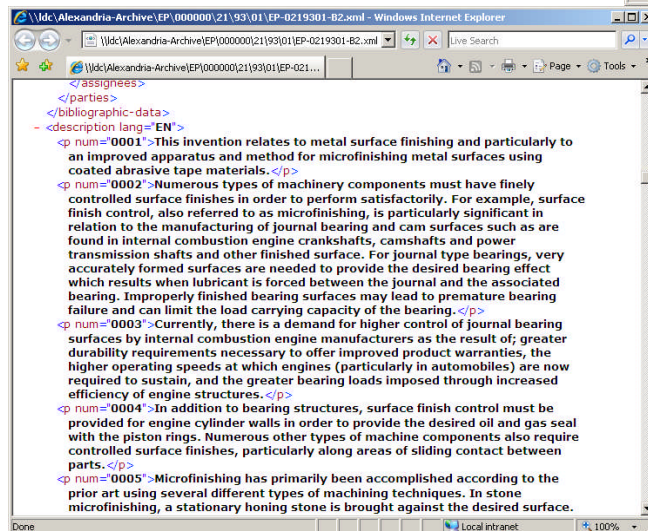 \\ldc\Alexandria-Archive\EP\000000\21\93\01\EP-0219301-B2.xml - Windows Internet Explorer
\\ldc\Alexandria-Archive\EP\000000\21\93\01\EP-0219301-B2.xml
Live Search
\\ldc\Alexandria-Archive\EP\000000\21\93\01\EP-021...
Page
Tools
</assignees>
</parties>
</bibliographic-data>
- <description lang="EN">
<p num="0001">This invention relates to metal surface finishing and particularly to
an improved apparatus and method for microfinishing metal surfaces using
coated abrasive tape materials.</p>
<p num="0002">Numerous types of machinery components must have finely
controlled surface finishes in order to perform satisfactorily. For example, surface
finish control, also referred to as microfinishing, is particularly significant in
relation to the manufacturing of journal bearing and cam surfaces such as are
found in internal combustion engine crankshafts, camshafts and power
transmission shafts and other finished surface. For journal type bearings, very
accurately formed surfaces are needed to provide the desired bearing effect
which results when lubricant is forced between the journal and the associated
bearing. Improperly finished bearing surfaces may lead to premature bearing
failure and can limit the load carrying capacity of the bearing.</p>
<p num="0003">Currently, there is a demand for higher control of journal bearing
surfaces by internal combustion engine manufacturers as the result of; greater
durability requirements necessary to offer improved product warranties, the
higher operating speeds at which engines (particularly in automobiles) are now
required to sustain, and the greater bearing loads imposed through increased
efficiency of engine structures.</p>
<p num="0004">In addition to bearing structures, surface finish control must be
provided for engine cylinder walls in order to provide the desired oil and gas seal
with the piston rings. Numerous other types of machine components also require
controlled surface finishes, particularly along areas of sliding contact between
parts.</p>
<p num="0005">Microfinishing has primarily been accomplished according to the
prior art using several different types of machining techniques. In stone
microfinishing, a stationary honing stone is brought against the desired surface.
Done
Local intranet
100%